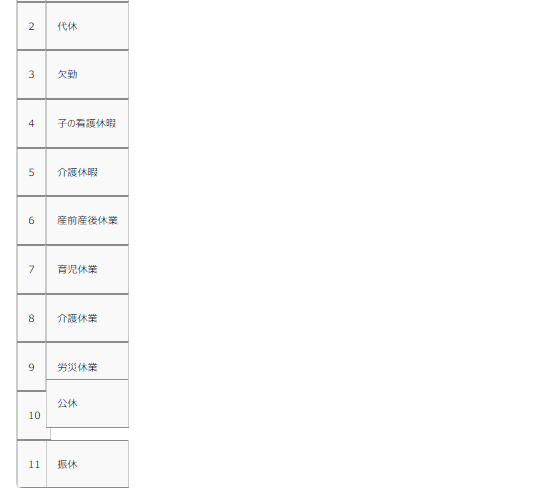 2 代休
3 欠勤
4 子の看護休暇
5 介護休暇
6 産前産後休業
7 育児休業
8 介護休業
9 労災休業
10 公休
11 振休